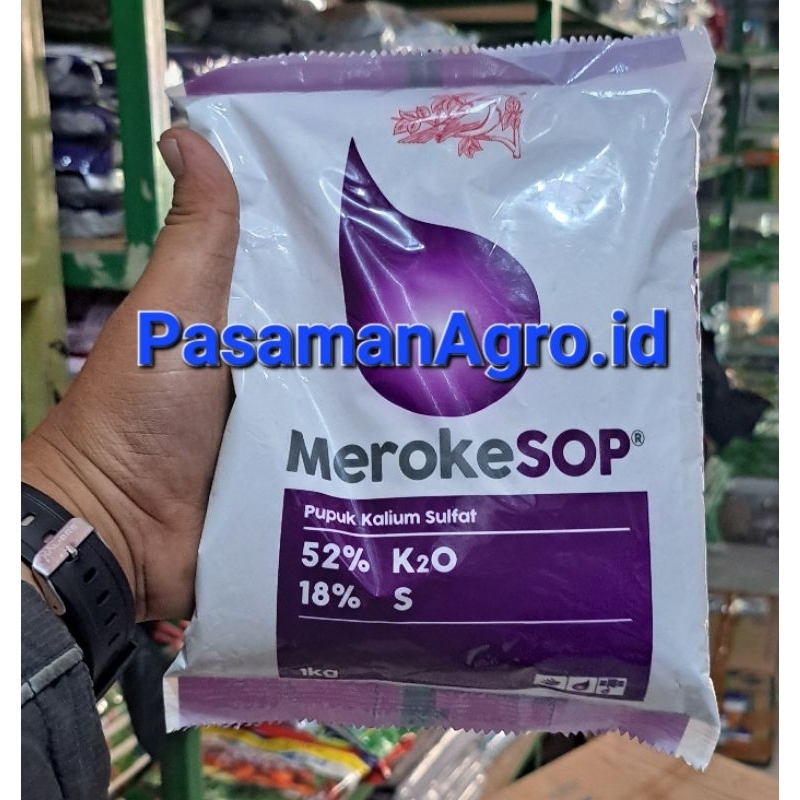 PasamanAgro.id
MerokeSOP®
Pupuk Kalium Sulfat
52% K₂O
18% S
1kg